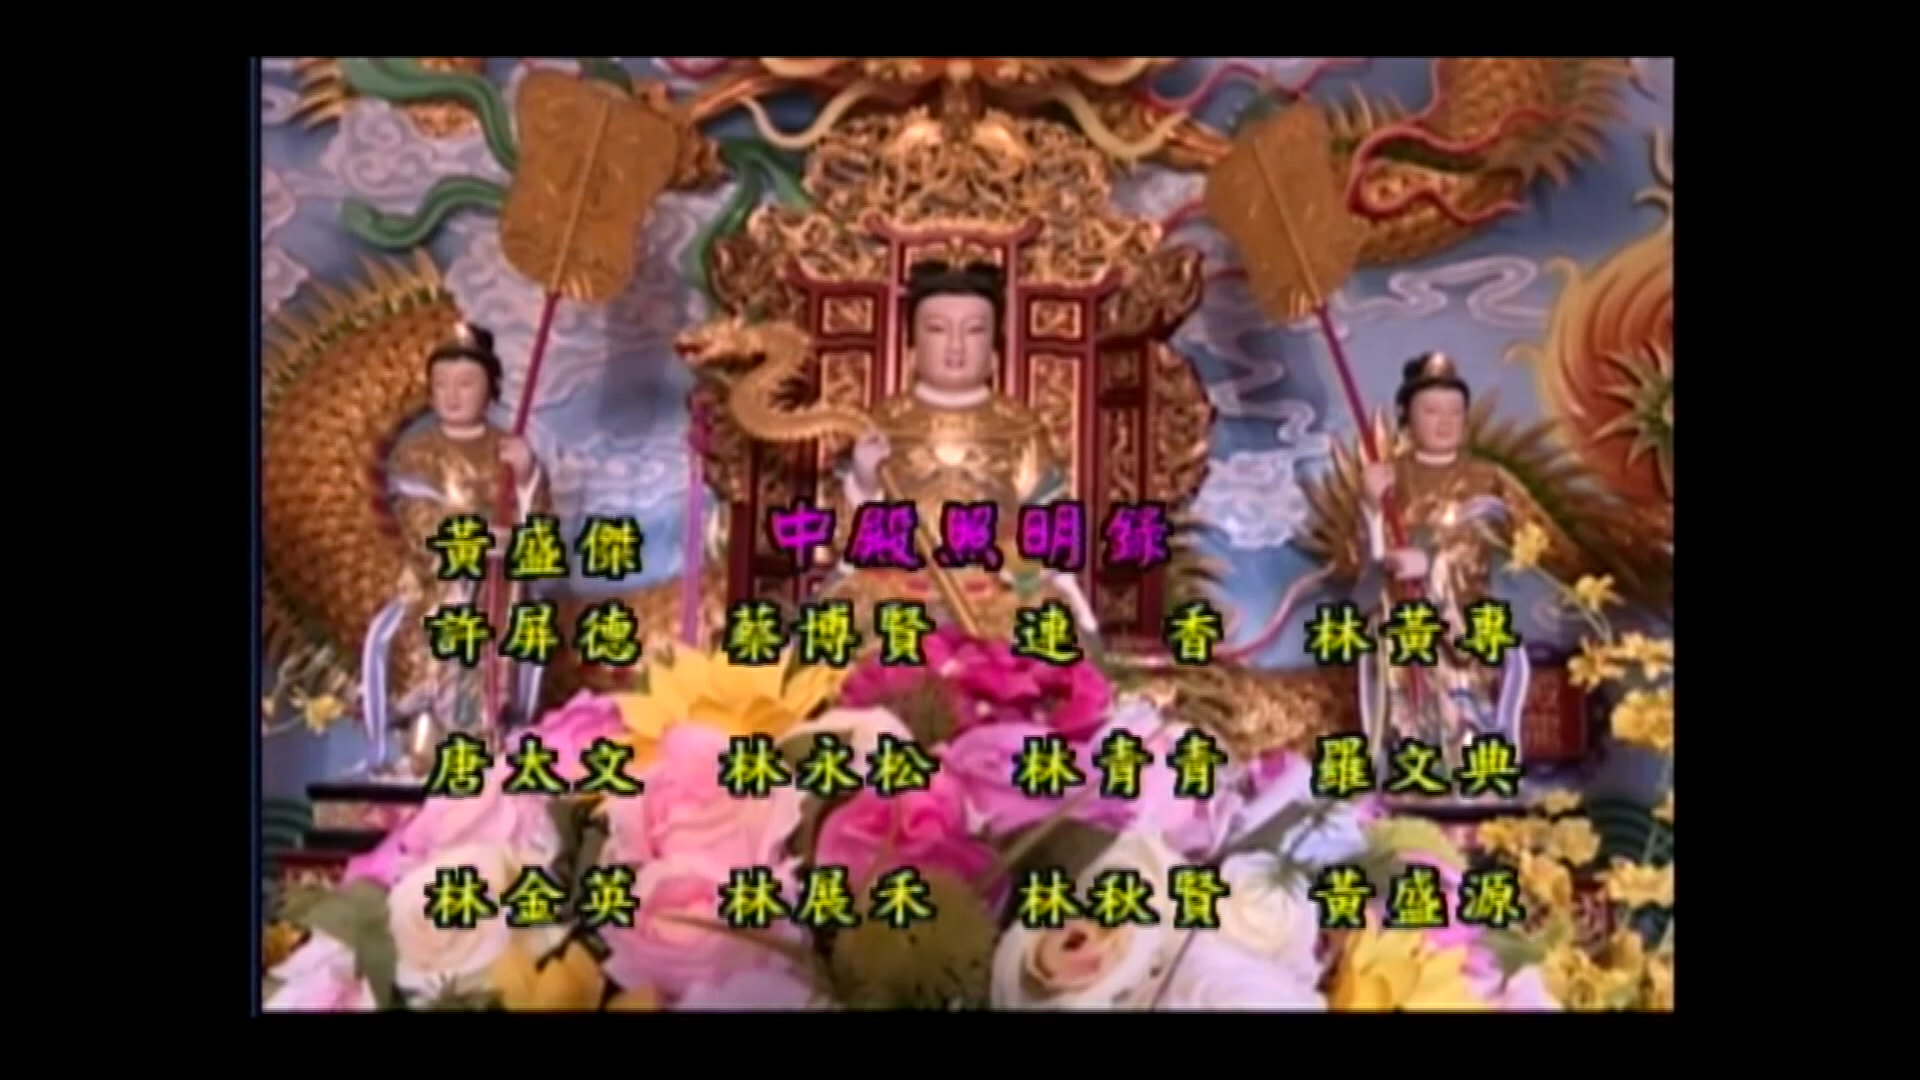 黃盛傑 中殿照明錄
許屏德 蔡博賢 連 香 林黃專
唐太文 林永松 林青青 羅文典
林金英 林展禾 林秋賢 黃盛源